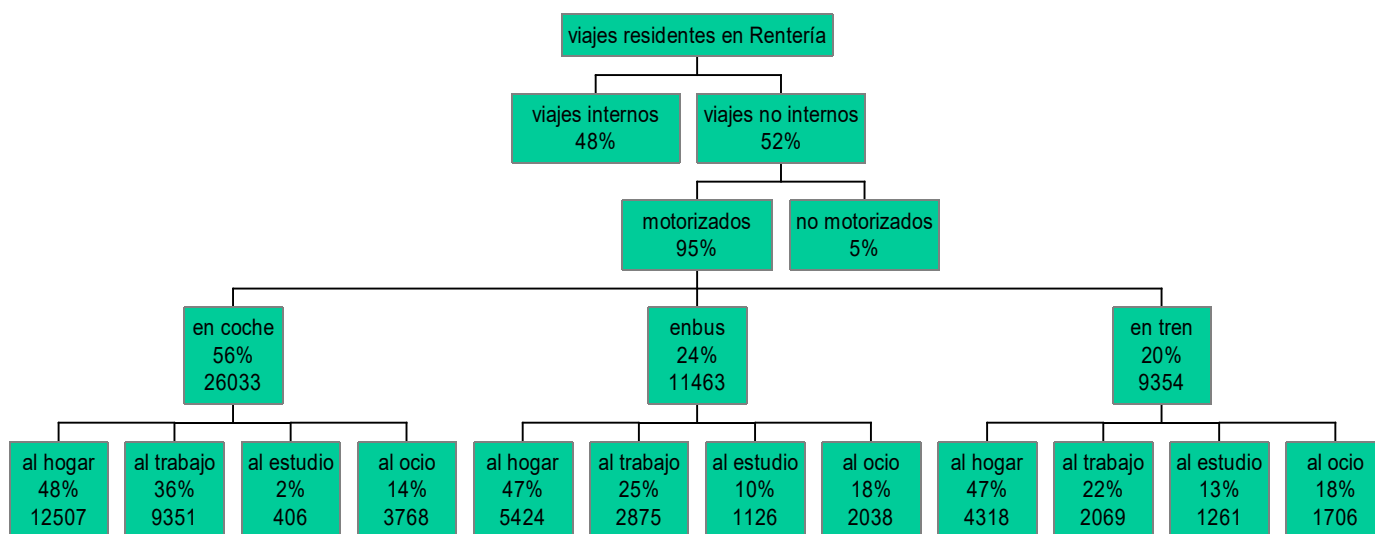 viajes residentes en Rentería
viajes internos
48%
viajes no internos
52%
motorizados
95%
no motorizados
5%
en coche
56%
26033
enbus
24%
11463
en tren
20%
9354
al hogar
48%
12507
al trabajo
36%
9351
al estudio
2%
406
al ocio
14%
3768
al hogar
47%
5424
al trabajo
25%
2875
al estudio
10%
1126
al ocio
18%
2038
al hogar
47%
4318
al trabajo
22%
2069
al estudio
13%
1261
al ocio
18%
1706